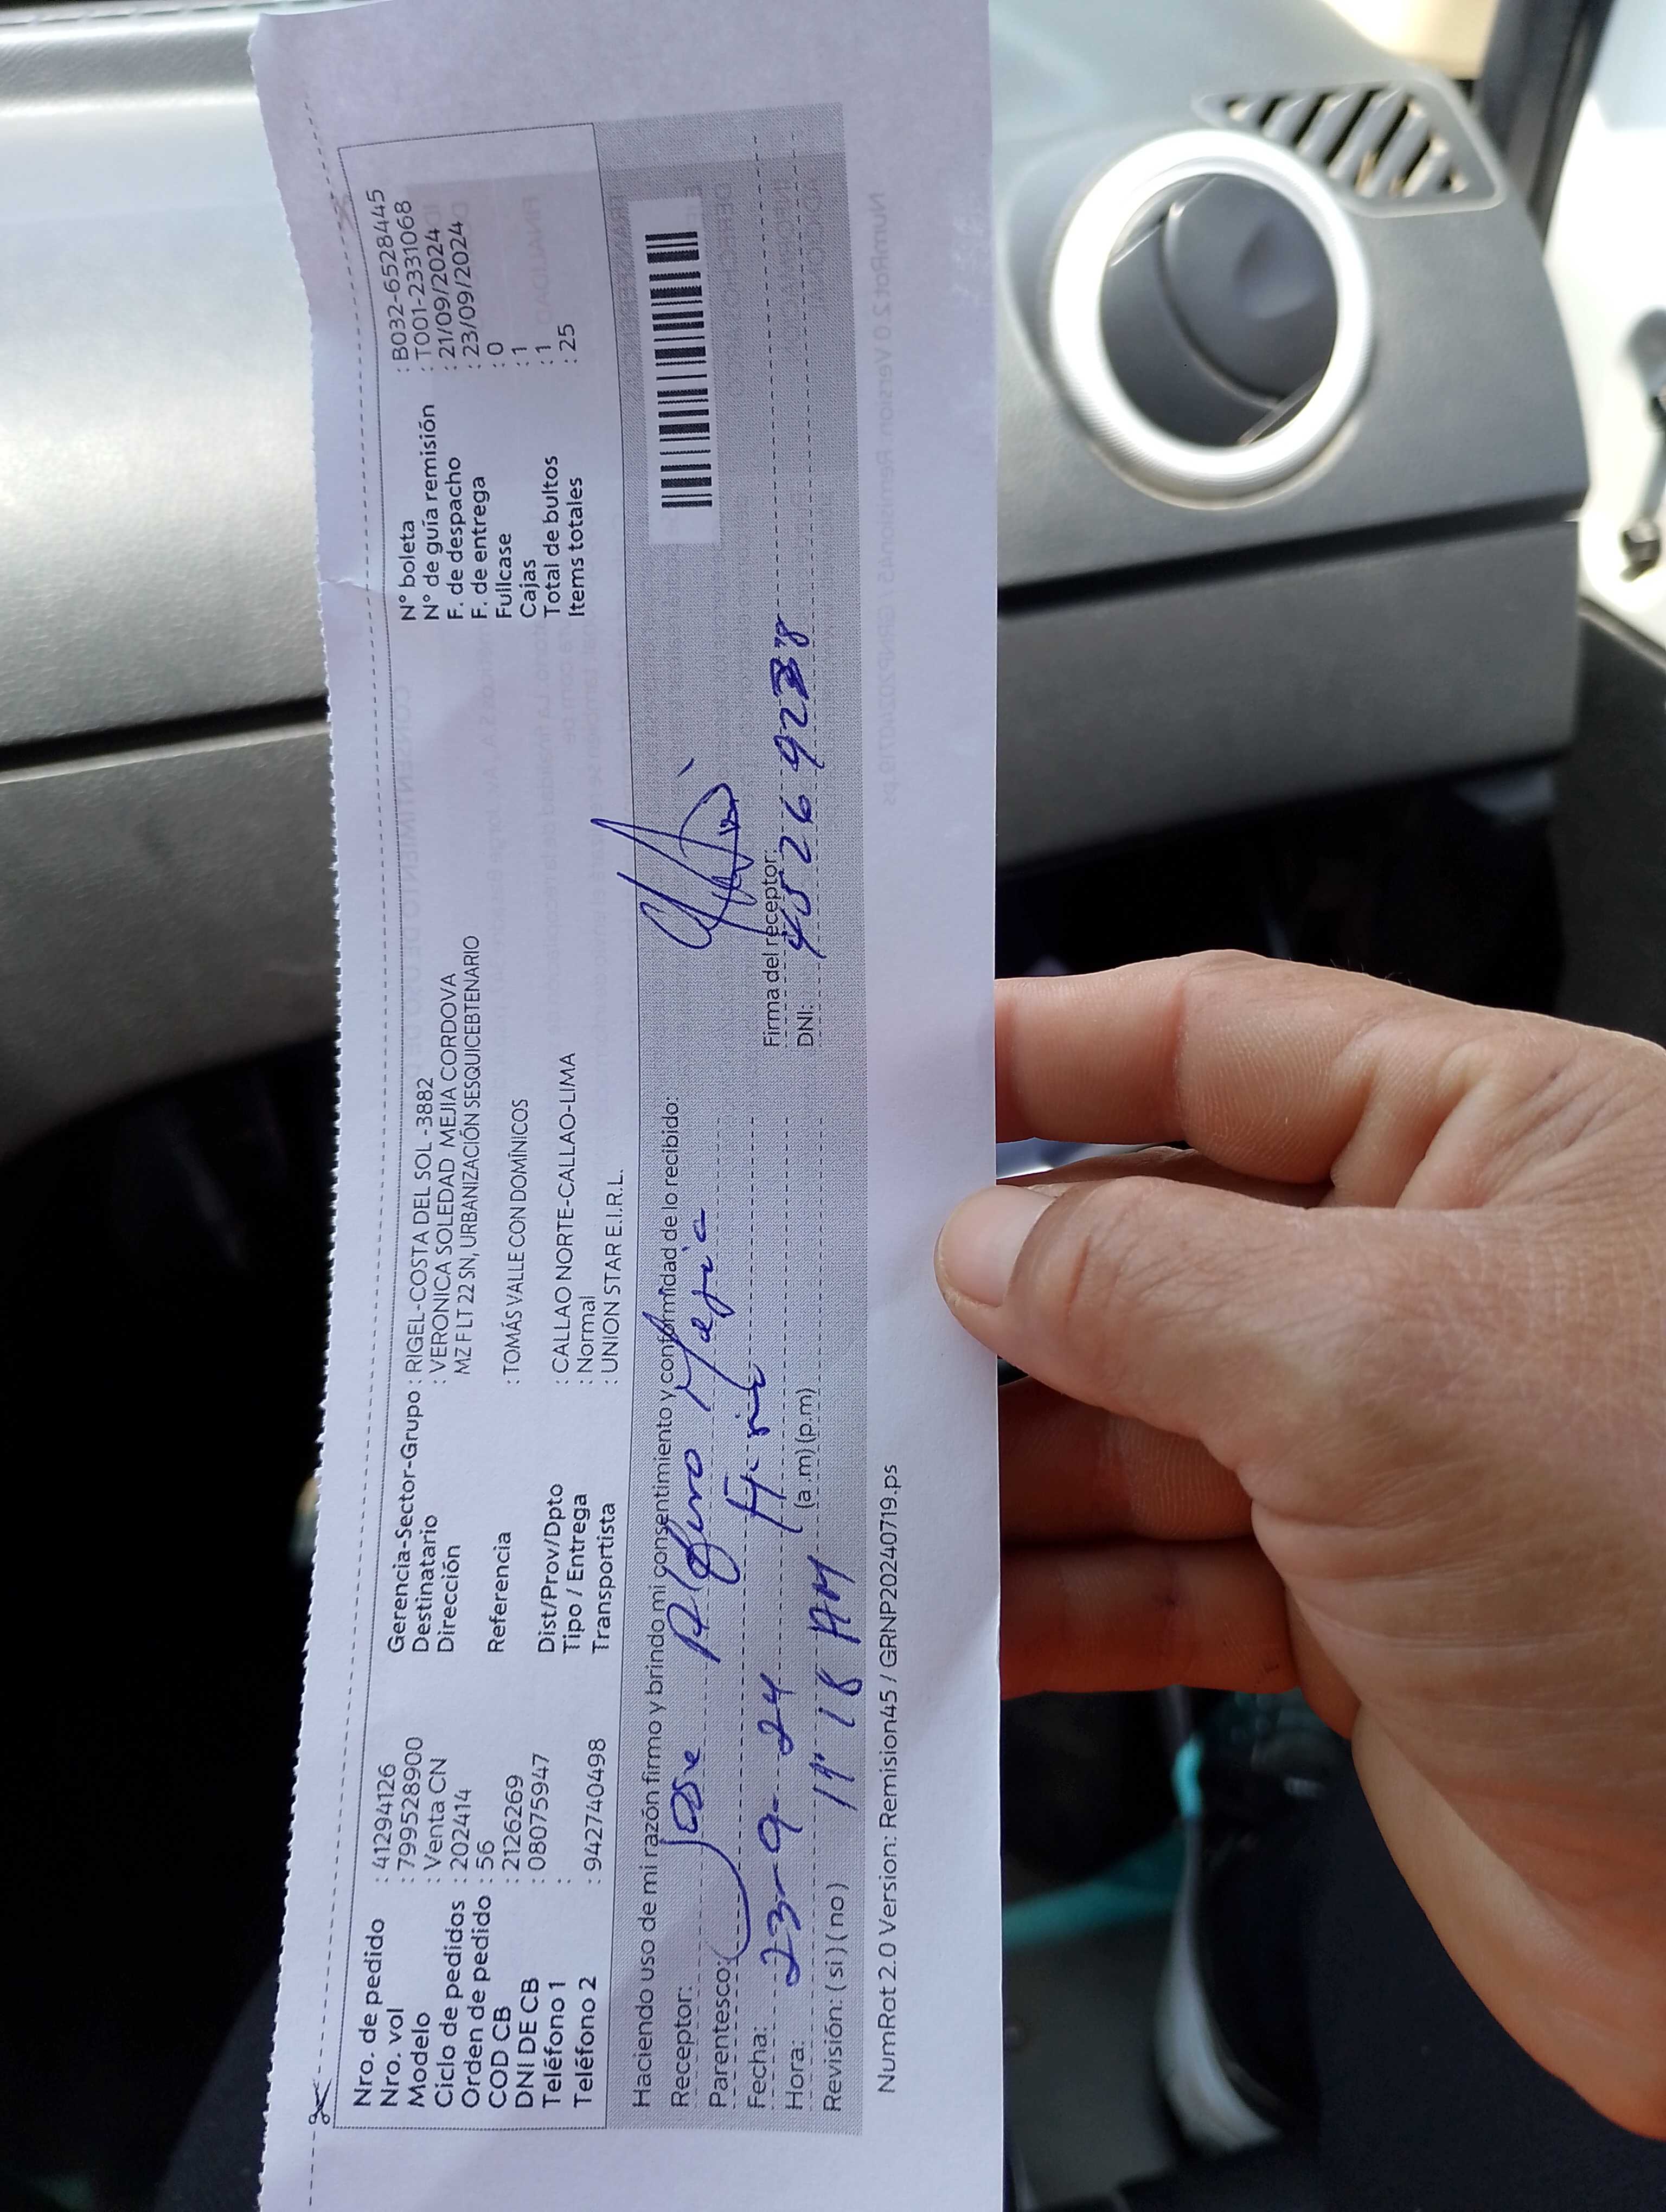 Nro. de pedido : 41294126
Nro. vol : 799528900
Modelo : Venta CN
Ciclo de pedidos : 202414
Orden de pedido : 56
COD CB : 2126269
DNI DE CB : 08075947
Teléfono 1 :
Teléfono 2 : 942740498
Gerencia-Sector-Grupo : RIGEL-COSTA DEL SOL -3882
Destinatario : VERONICA SOLEDAD MEJIA CORDOVA
Dirección MZ F LT 22 SN, URBANIZACIÓN SESQUICEBTENARIO
Referencia : TOMÁS VALLE CON DOMÍNICOS
Dist/Prov/Dpto : CALLAO NORTE-CALLAO-LIMA
Tipo / Entrega : Normal
Transportista : UNION STAR E.I.R.L.
N° boleta : B032-6528445
N° de guía remisión : T001-2331068
F. de despacho : 21/09/2024
F. de entrega : 23/09/2024
Fullcase : 0
Cajas : 1
Total de bultos : 1
Items totales : 25
Haciendo uso de mi razón firmo y brindo mi consentimiento y conformidad de lo recibido:
Receptor: Jose Alfuro Mejia
Parentesco:
Fecha: 23-9-24
Hora: 11:18 AM (a .m) (p.m)
Revisión: ( si ) ( no )
Firma del receptor:
DNI:
NumRot 2.0 Version: Remision45 / GRNP20240719.ps